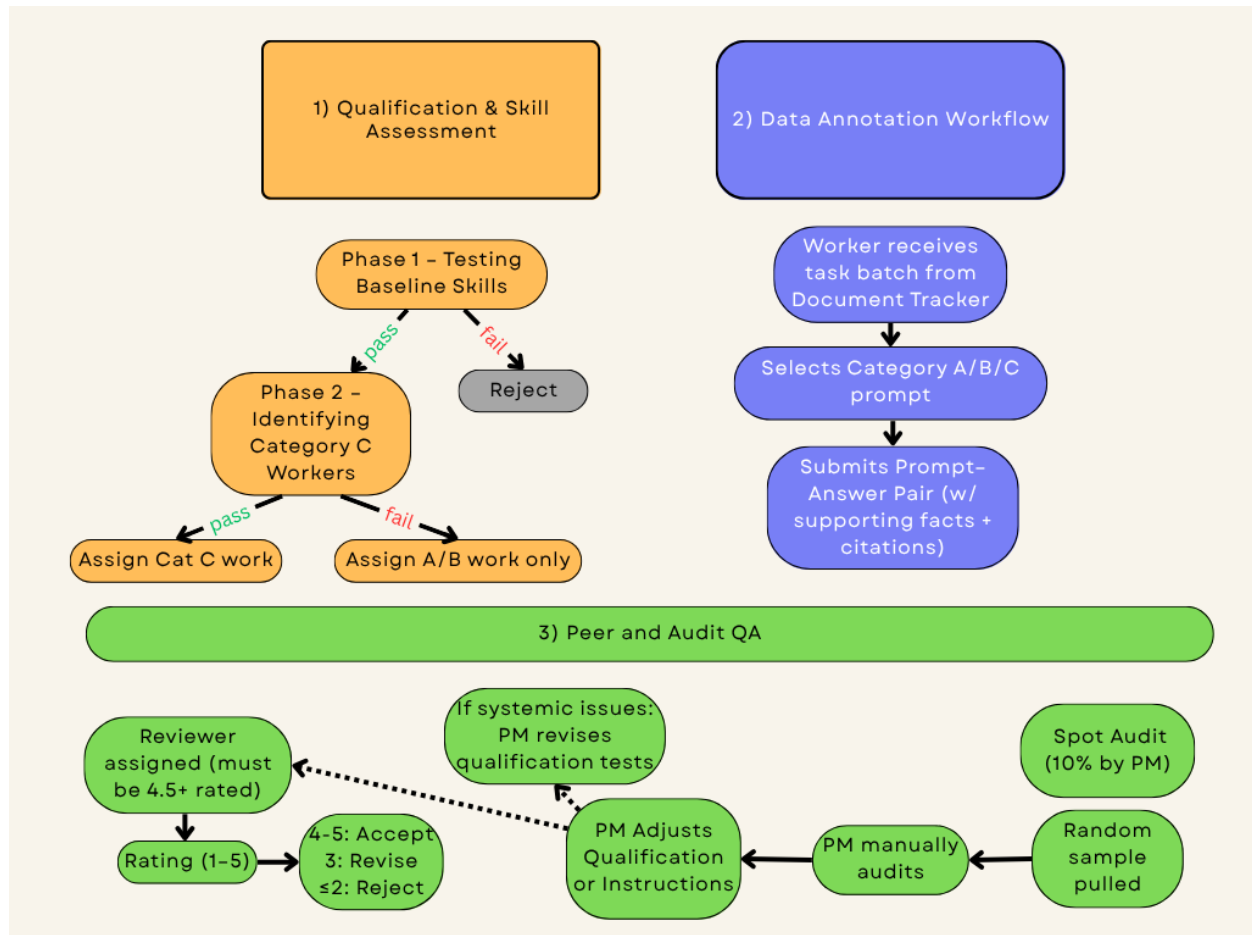 1) Qualification & Skill
Assessment
2) Data Annotation Workflow
Phase 1 – Testing
Baseline Skills
pass
fail
Reject
Phase 2 –
Identifying
Category C
Workers
pass
fail
Assign Cat C work
Assign A/B work only
Worker receives
task batch from
Document Tracker
Selects Category A/B/C
prompt
Submits Prompt–
Answer Pair (w/
supporting facts +
citations)
3) Peer and Audit QA
Reviewer
assigned (must
be 4.5+ rated)
Rating (1–5)
4-5: Accept
3: Revise
≤2: Reject
If systemic issues:
PM revises
qualification tests
PM Adjusts
Qualification
or Instructions
PM manually
audits
Spot Audit
(10% by PM)
Random
sample
pulled